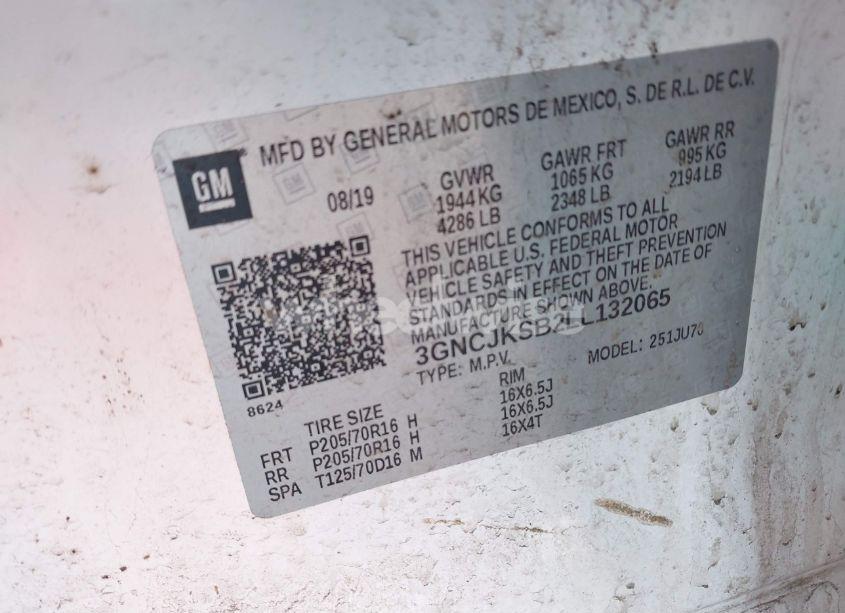 GM
MFD BY GENERAL MOTORS DE MEXICO, S. DE R.L. DE C.V.
08/19
GVWR
1944 KG
4286 LB
GAWR FRT
1065 KG
2348 LB
GAWR RR
995 KG
2194 LB
THIS VEHICLE CONFORMS TO ALL
APPLICABLE U.S. FEDERAL MOTOR
VEHICLE SAFETY AND THEFT PREVENTION
STANDARDS IN EFFECT ON THE DATE OF
MANUFACTURE SHOWN ABOVE.
TYPE: M.P.V. MODEL: 251JU76
8624
TIRE SIZE RIM
FRT P205/70R16 H 16X6.5J
RR P205/70R16 H 16X6.5J
SPA T125/70D16 M 16X4T